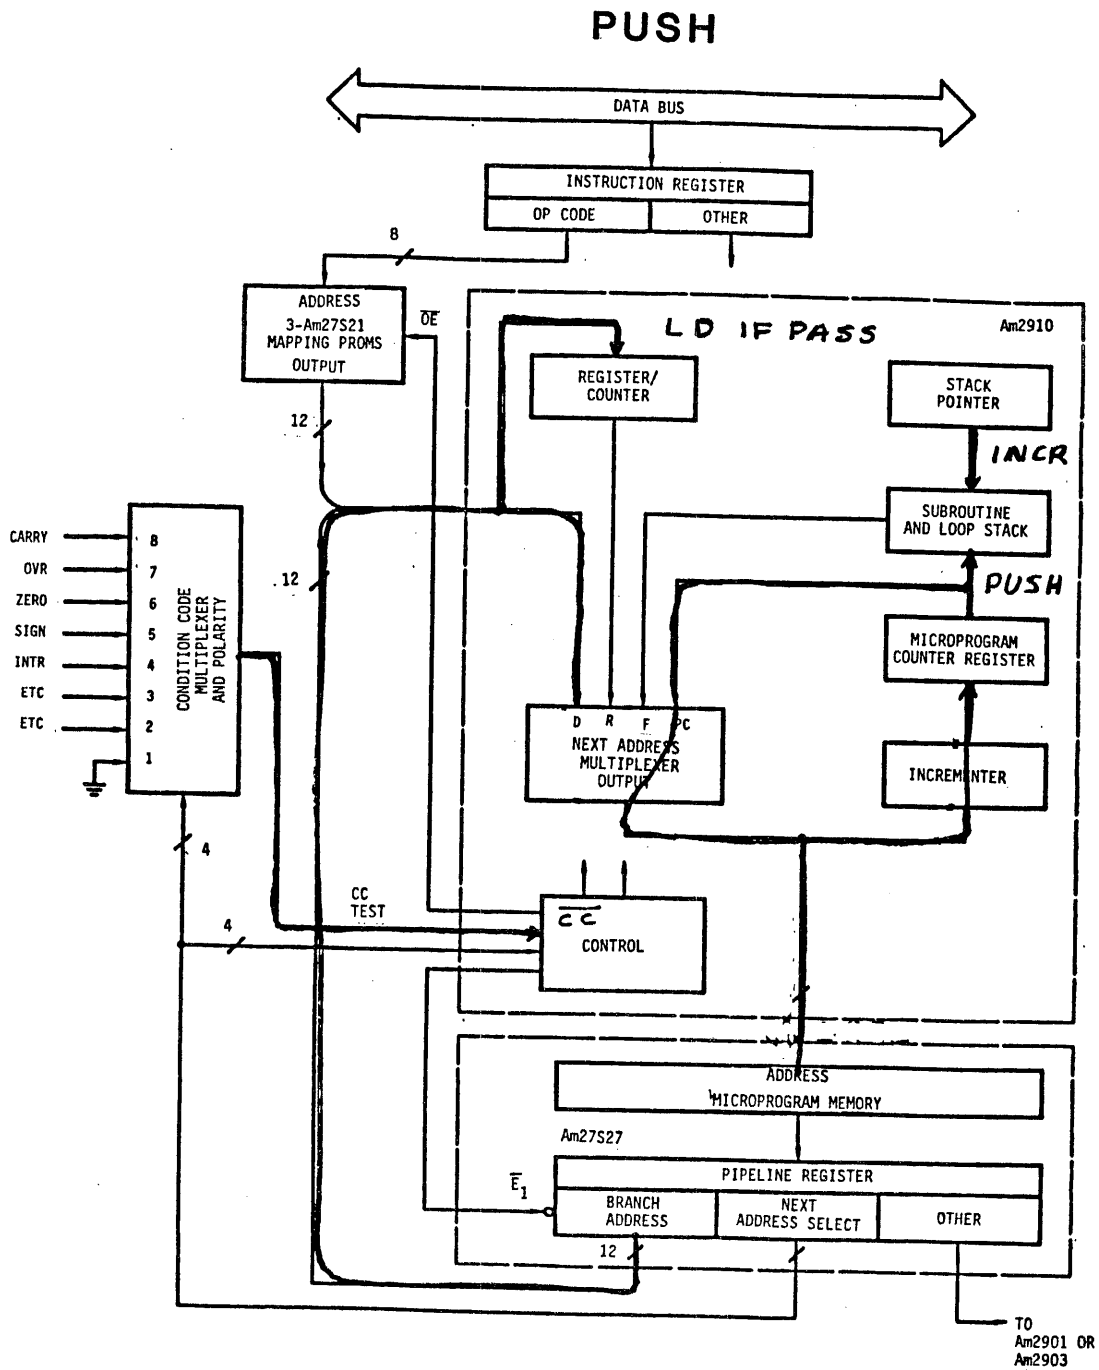 PUSH
DATA BUS
INSTRUCTION REGISTER
OP CODE
OTHER
8
ADDRESS
3-Am27S21
MAPPING PROMS
OUTPUT
OE
LD IF PASS
Am2910
REGISTER/
COUNTER
STACK
POINTER
12
INCR
SUBROUTINE
AND LOOP STACK
CARRY
OVR
ZERO
SIGN
INTR
ETC
ETC
8
7
6
5
4
3
2
1
CONDITION CODE
MULTIPLEXER
AND POLARITY
12
PUSH
MICROPROGRAM
COUNTER REGISTER
D R F PC
NEXT ADDRESS
MULTIPLEXER
OUTPUT
INCREMENTER
4
CC
TEST
4
CC
CONTROL
ADDRESS
MICROPROGRAM MEMORY
Am27S27
PIPELINE REGISTER
E1
BRANCH
ADDRESS
NEXT
ADDRESS SELECT
OTHER
12
TO
Am2901 OR
Am2903